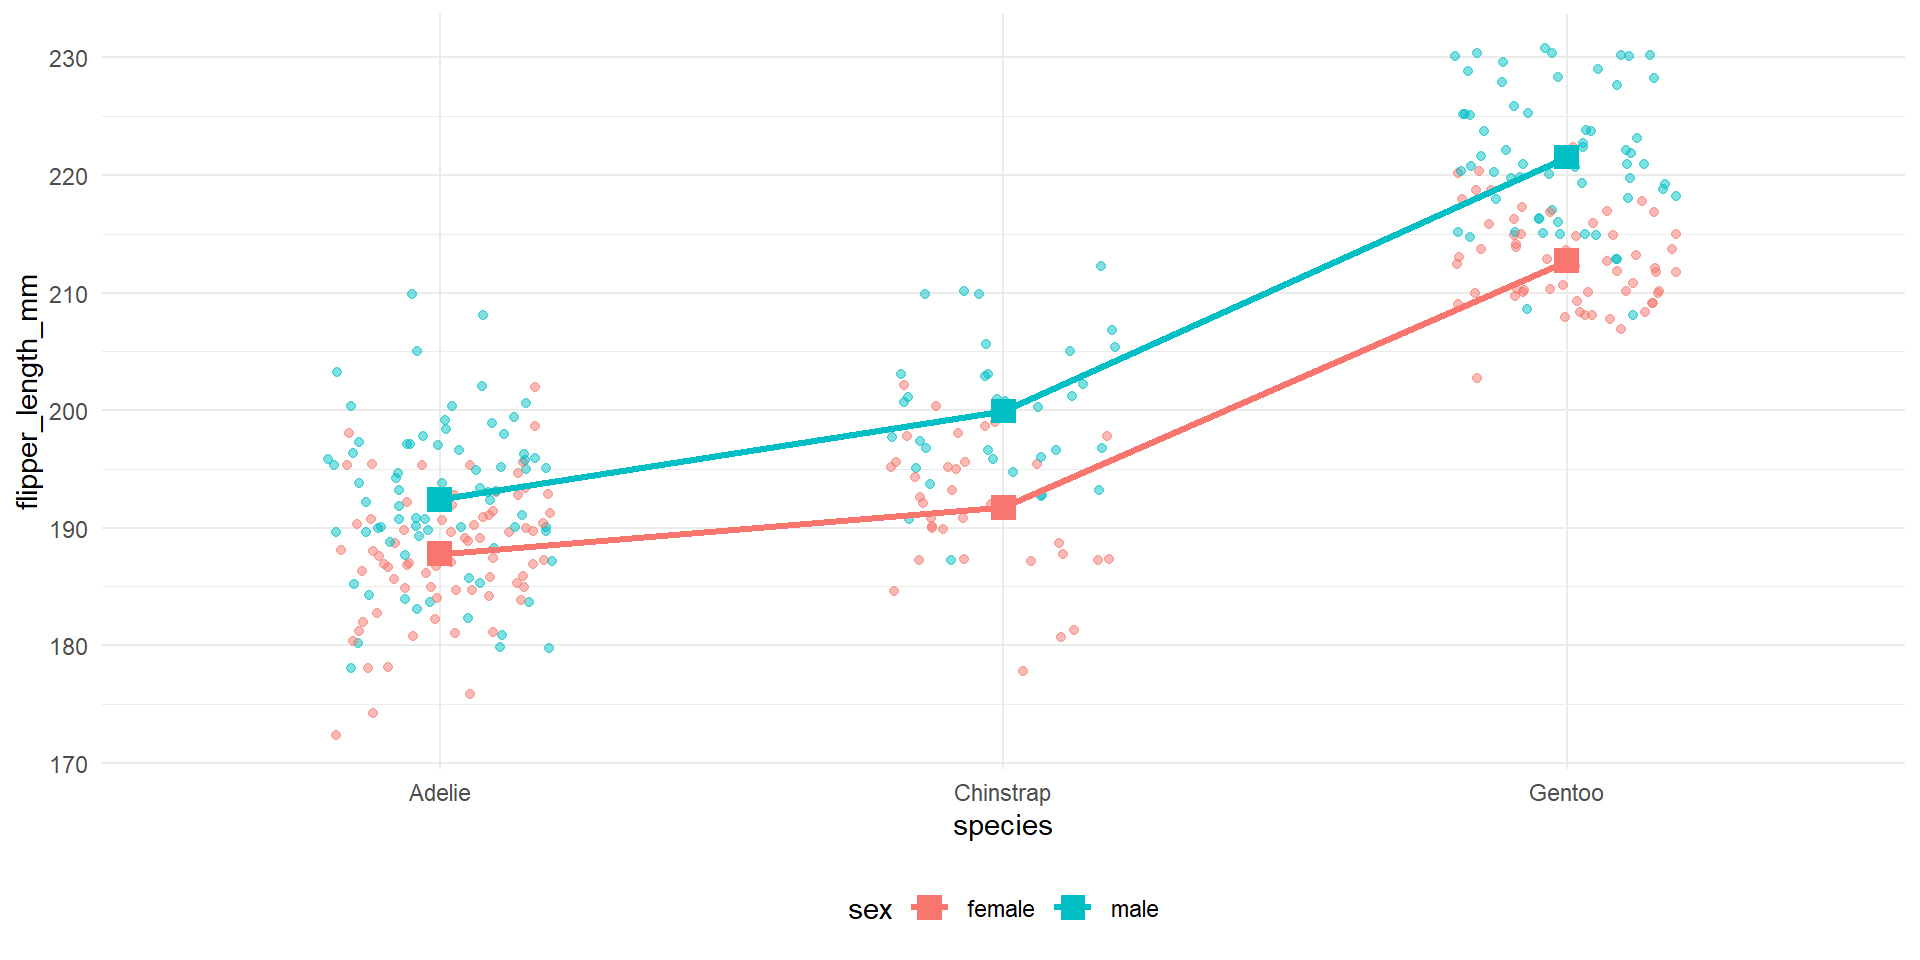 flipper_length_mm
230
220
210
200
190
180
170
Adelie Chinstrap Gentoo
species
sex female male